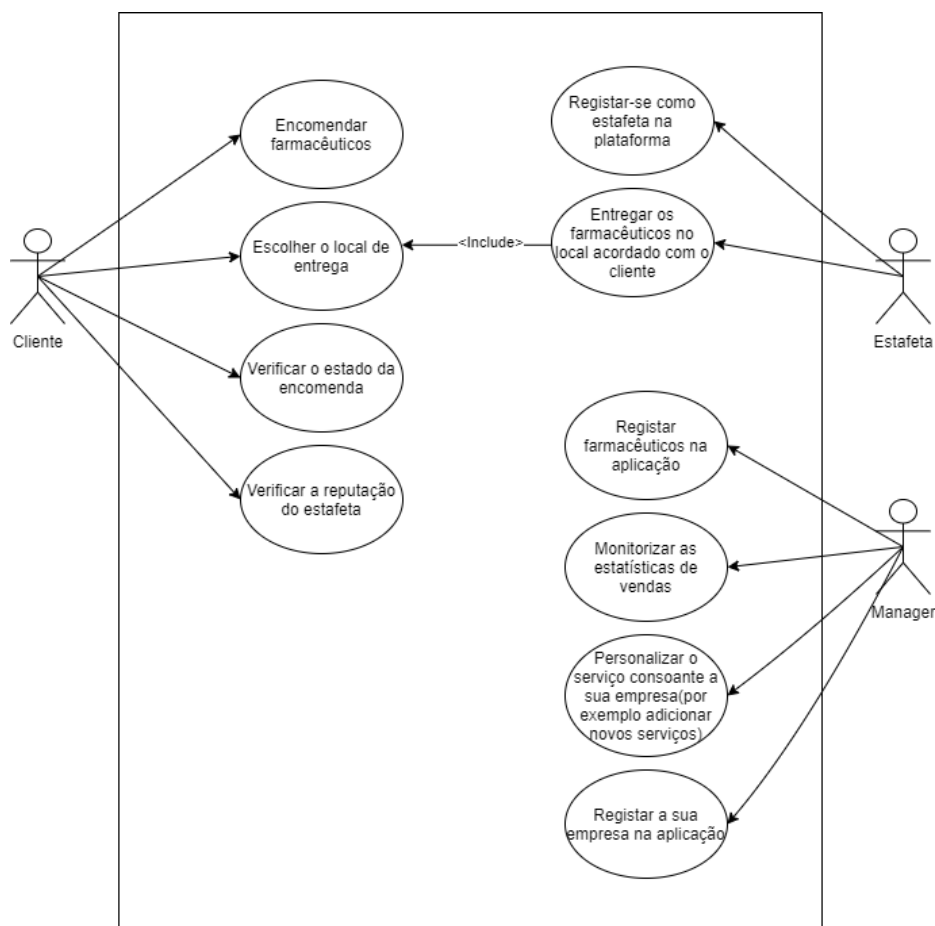 Encomendar
farmacêuticos
Registar-se como
estafeta na
plataforma
Escolher o local de
entrega
<Include>
Entregar os
farmacêuticos no
local acordado com o
cliente
Cliente
Estafeta
Verificar o estado da
encomenda
Verificar a reputação
do estafeta
Registar
farmacêuticos na
aplicação
Monitorizar as
estatísticas de
vendas
Manager
Personalizar o
serviço consoante a
sua empresa(por
exemplo adicionar
novos serviços)
Registar a sua
empresa na aplicação